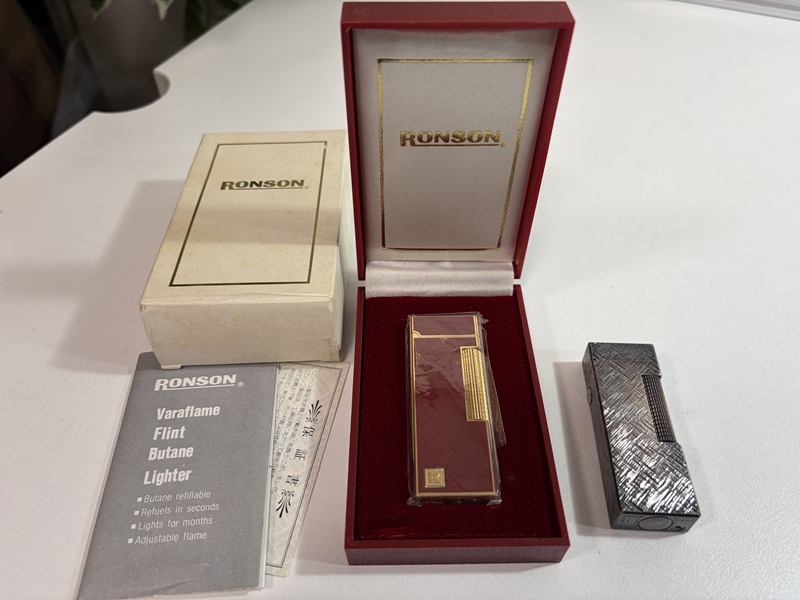 RONSON®
RONSON®
RONSON®
Varaflame
Flint
Butane
Lighter
■ Butane refillable
■ Refuels in seconds
■ Lights for months
■ Adjustable flame
保証書